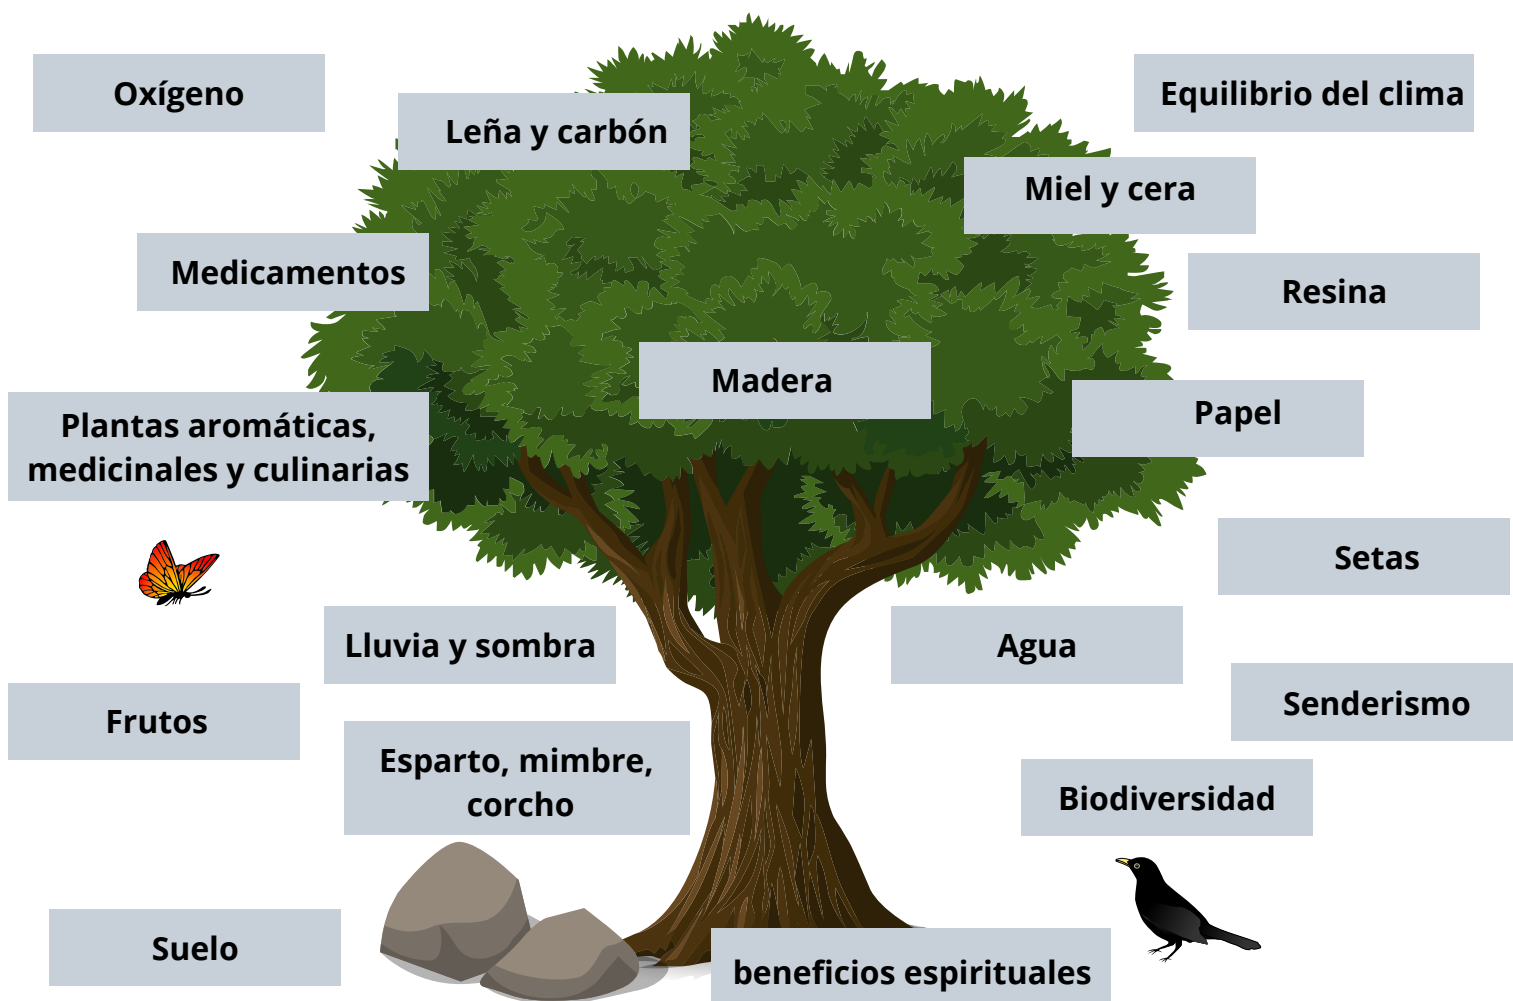 Oxígeno
Equilibrio del clima
Leña y carbón
Miel y cera
Medicamentos
Resina
Madera
Papel
Plantas aromáticas,
medicinales y culinarias
Setas
Lluvia y sombra
Agua
Senderismo
Frutos
Esparto, mimbre,
corcho
Biodiversidad
Suelo
beneficios espirituales